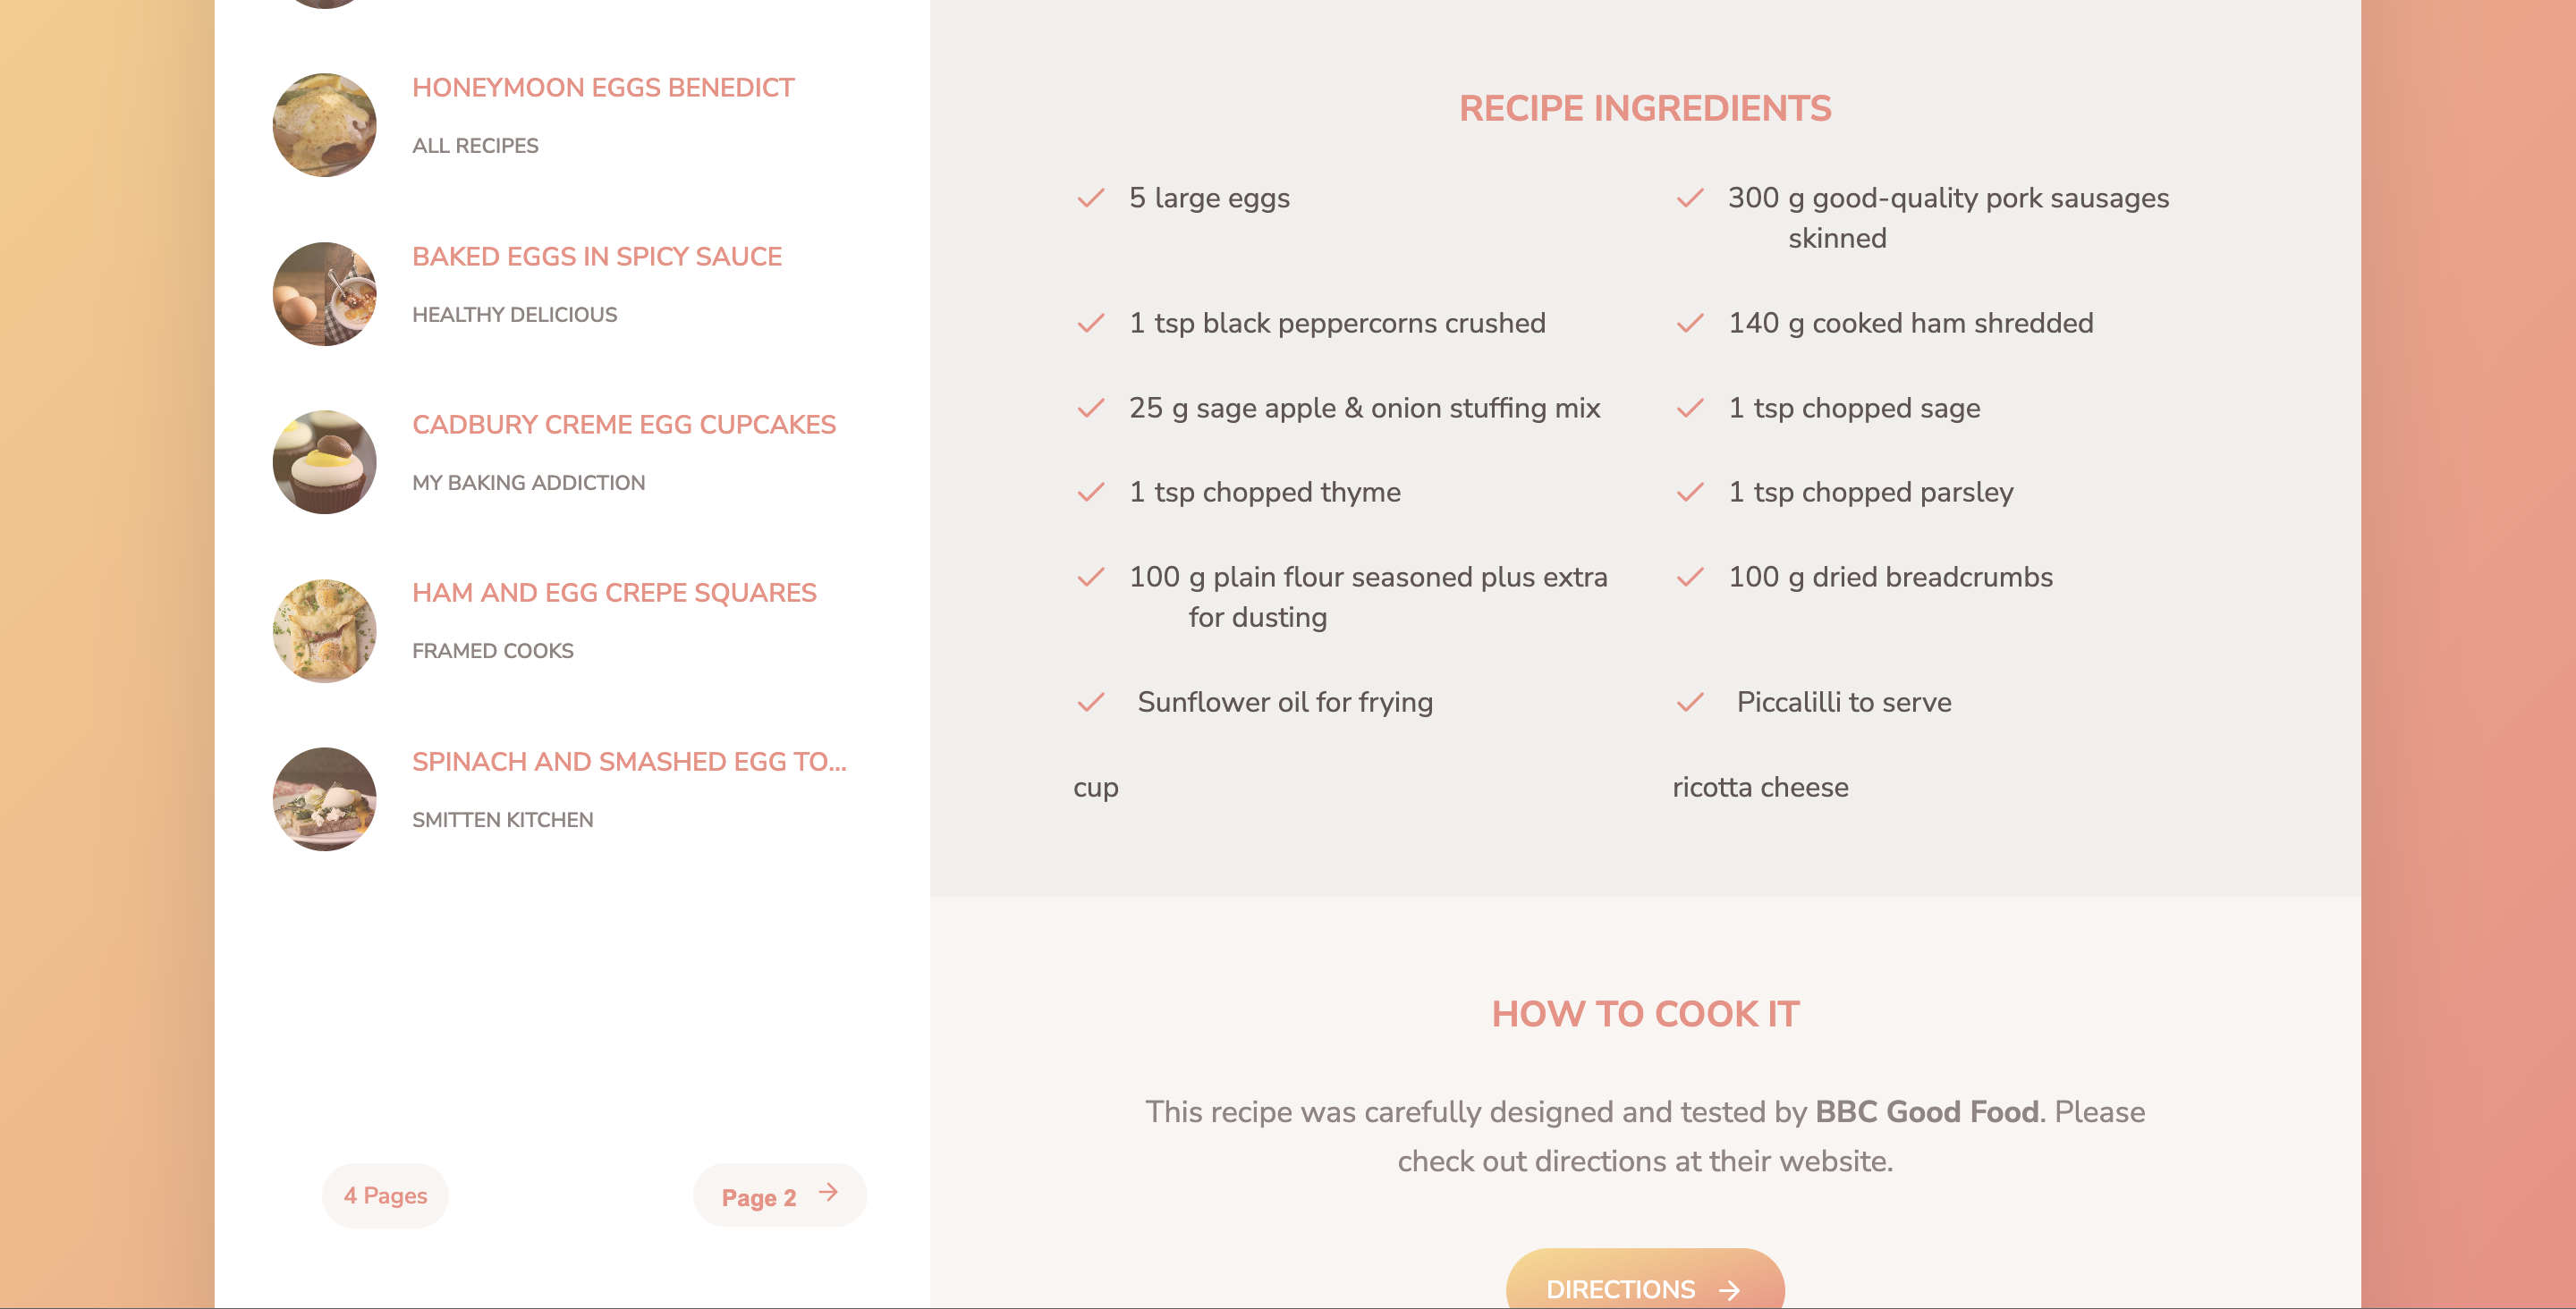 HONEYMOON EGGS BENEDICT
ALL RECIPES
BAKED EGGS IN SPICY SAUCE
HEALTHY DELICIOUS
CADBURY CREME EGG CUPCAKES
MY BAKING ADDICTION
HAM AND EGG CREPE SQUARES
FRAMED COOKS
SPINACH AND SMASHED EGG TO...
SMITTEN KITCHEN
4 Pages
Page 2
RECIPE INGREDIENTS
5 large eggs
300 g good-quality pork sausages
skinned
1 tsp black peppercorns crushed
140 g cooked ham shredded
25 g sage apple & onion stuffing mix
1 tsp chopped sage
1 tsp chopped thyme
1 tsp chopped parsley
100 g plain flour seasoned plus extra
for dusting
100 g dried breadcrumbs
Sunflower oil for frying
Piccalilli to serve
cup
ricotta cheese
HOW TO COOK IT
This recipe was carefully designed and tested by BBC Good Food. Please
check out directions at their website.
DIRECTIONS